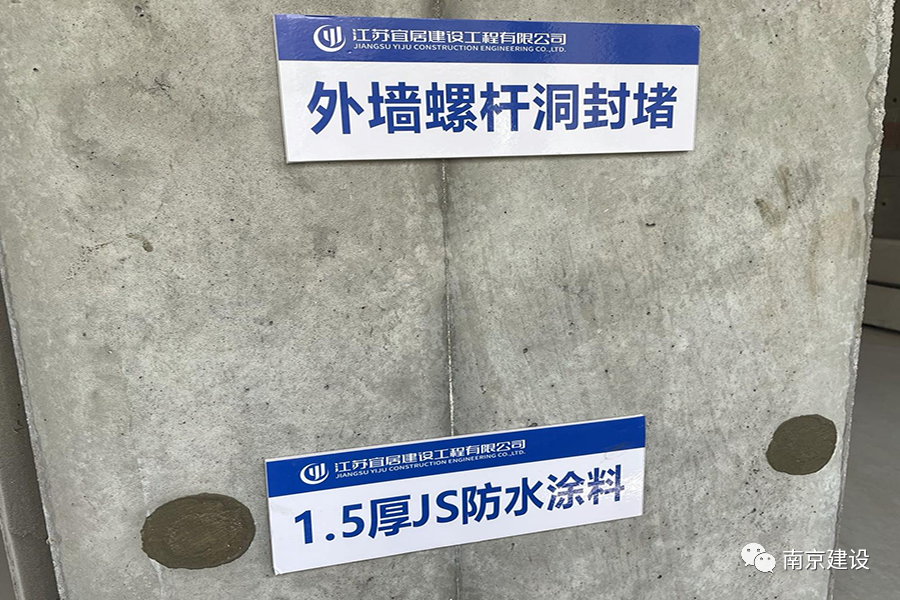 江苏宜居建设工程有限公司
JIANGSU YIJU CONSTRUCTION ENGINEERING CO.,LTD.
外墙螺杆洞封堵
江苏宜居建设工程有限公司
JIANGSU YIJU CONSTRUCTION ENGINEERING CO.,LTD.
1.5厚JS防水涂料
南京建设